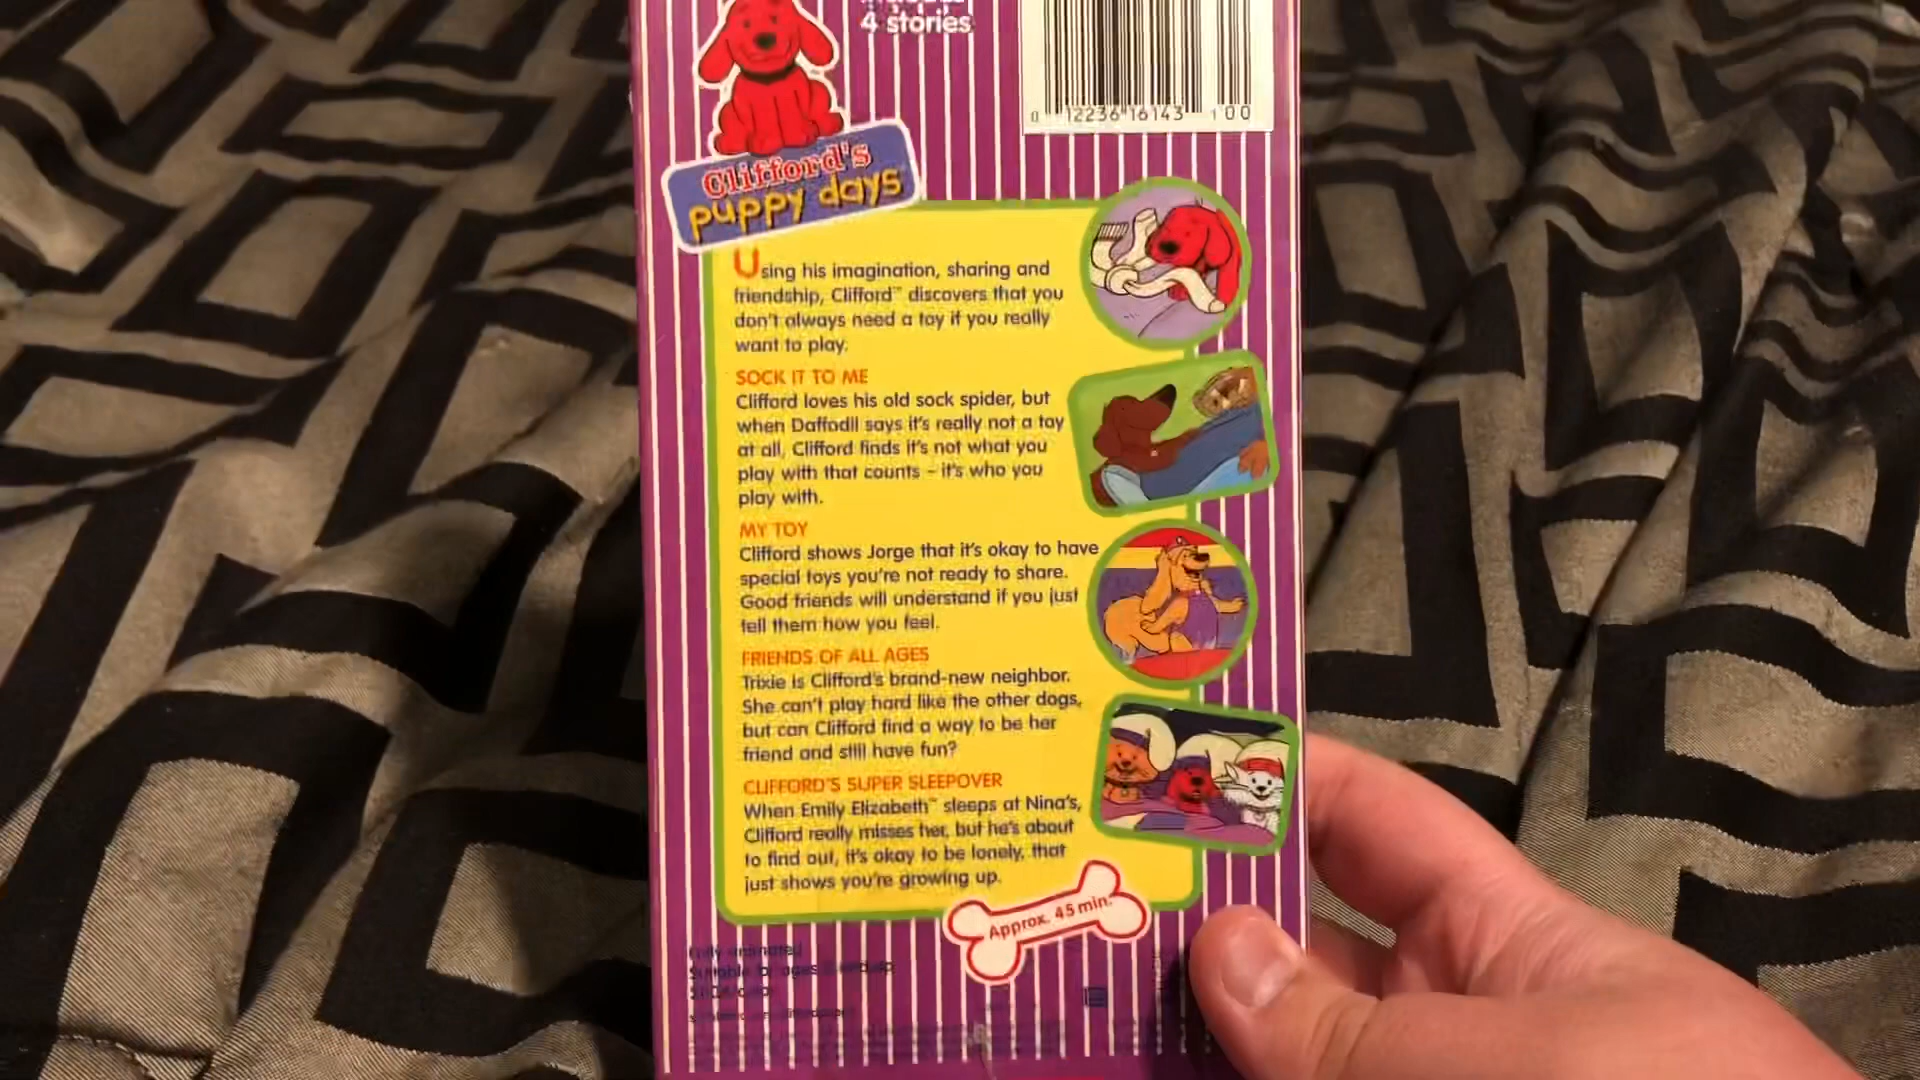 4 stories
0 12236 16143 100
Clifford's
puppy days
Using his imagination, sharing and
friendship, Clifford™ discovers that you
don't always need a toy if you really
want to play.
SOCK IT TO ME
Clifford loves his old sock spider, but
when Daffodil says it's really not a toy
at all, Clifford finds it's not what you
play with that counts – it's who you
play with.
MY TOY
Clifford shows Jorge that it's okay to have
special toys you're not ready to share.
Good friends will understand if you just
tell them how you feel.
FRIENDS OF ALL AGES
Trixie is Clifford's brand-new neighbor.
She can't play hard like the other dogs,
but can Clifford find a way to be her
friend and still have fun?
CLIFFORD'S SUPER SLEEPOVER
When Emily Elizabeth™ sleeps at Nina's,
Clifford really misses her, but he's about
to find out, it's okay to be lonely, that
just shows you're growing up.
Approx. 45 min.
Fully animated
Suitable for ages